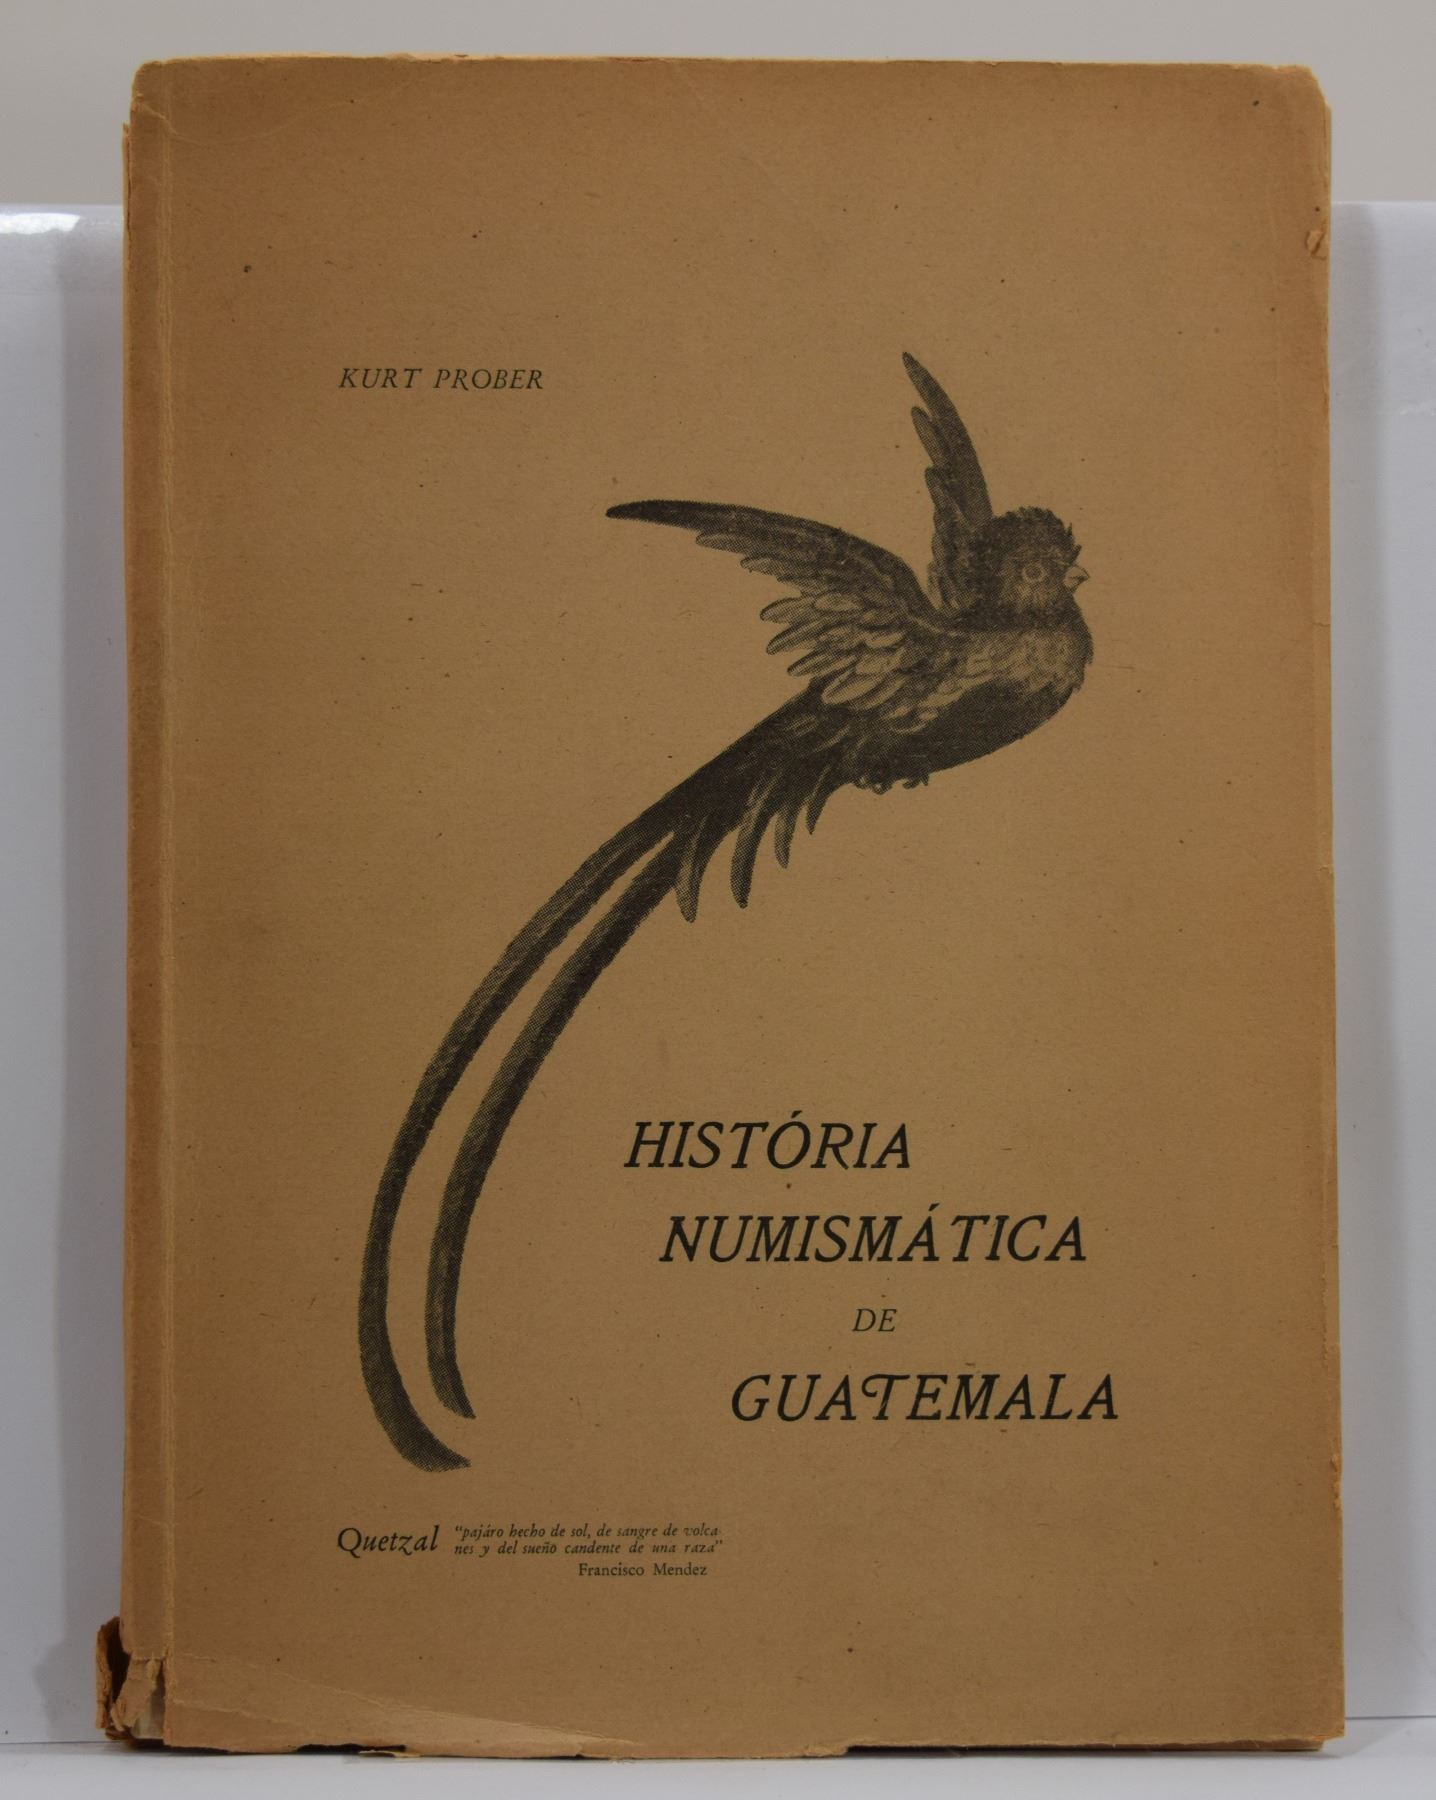 KURT PROBER
HISTÓRIA
NUMISMÁTICA
DE
GUATEMALA
Quetzal "pajáro hecho de sol, de sangre de volca-
nes y del sueño candente de una raza"
Francisco Mendez